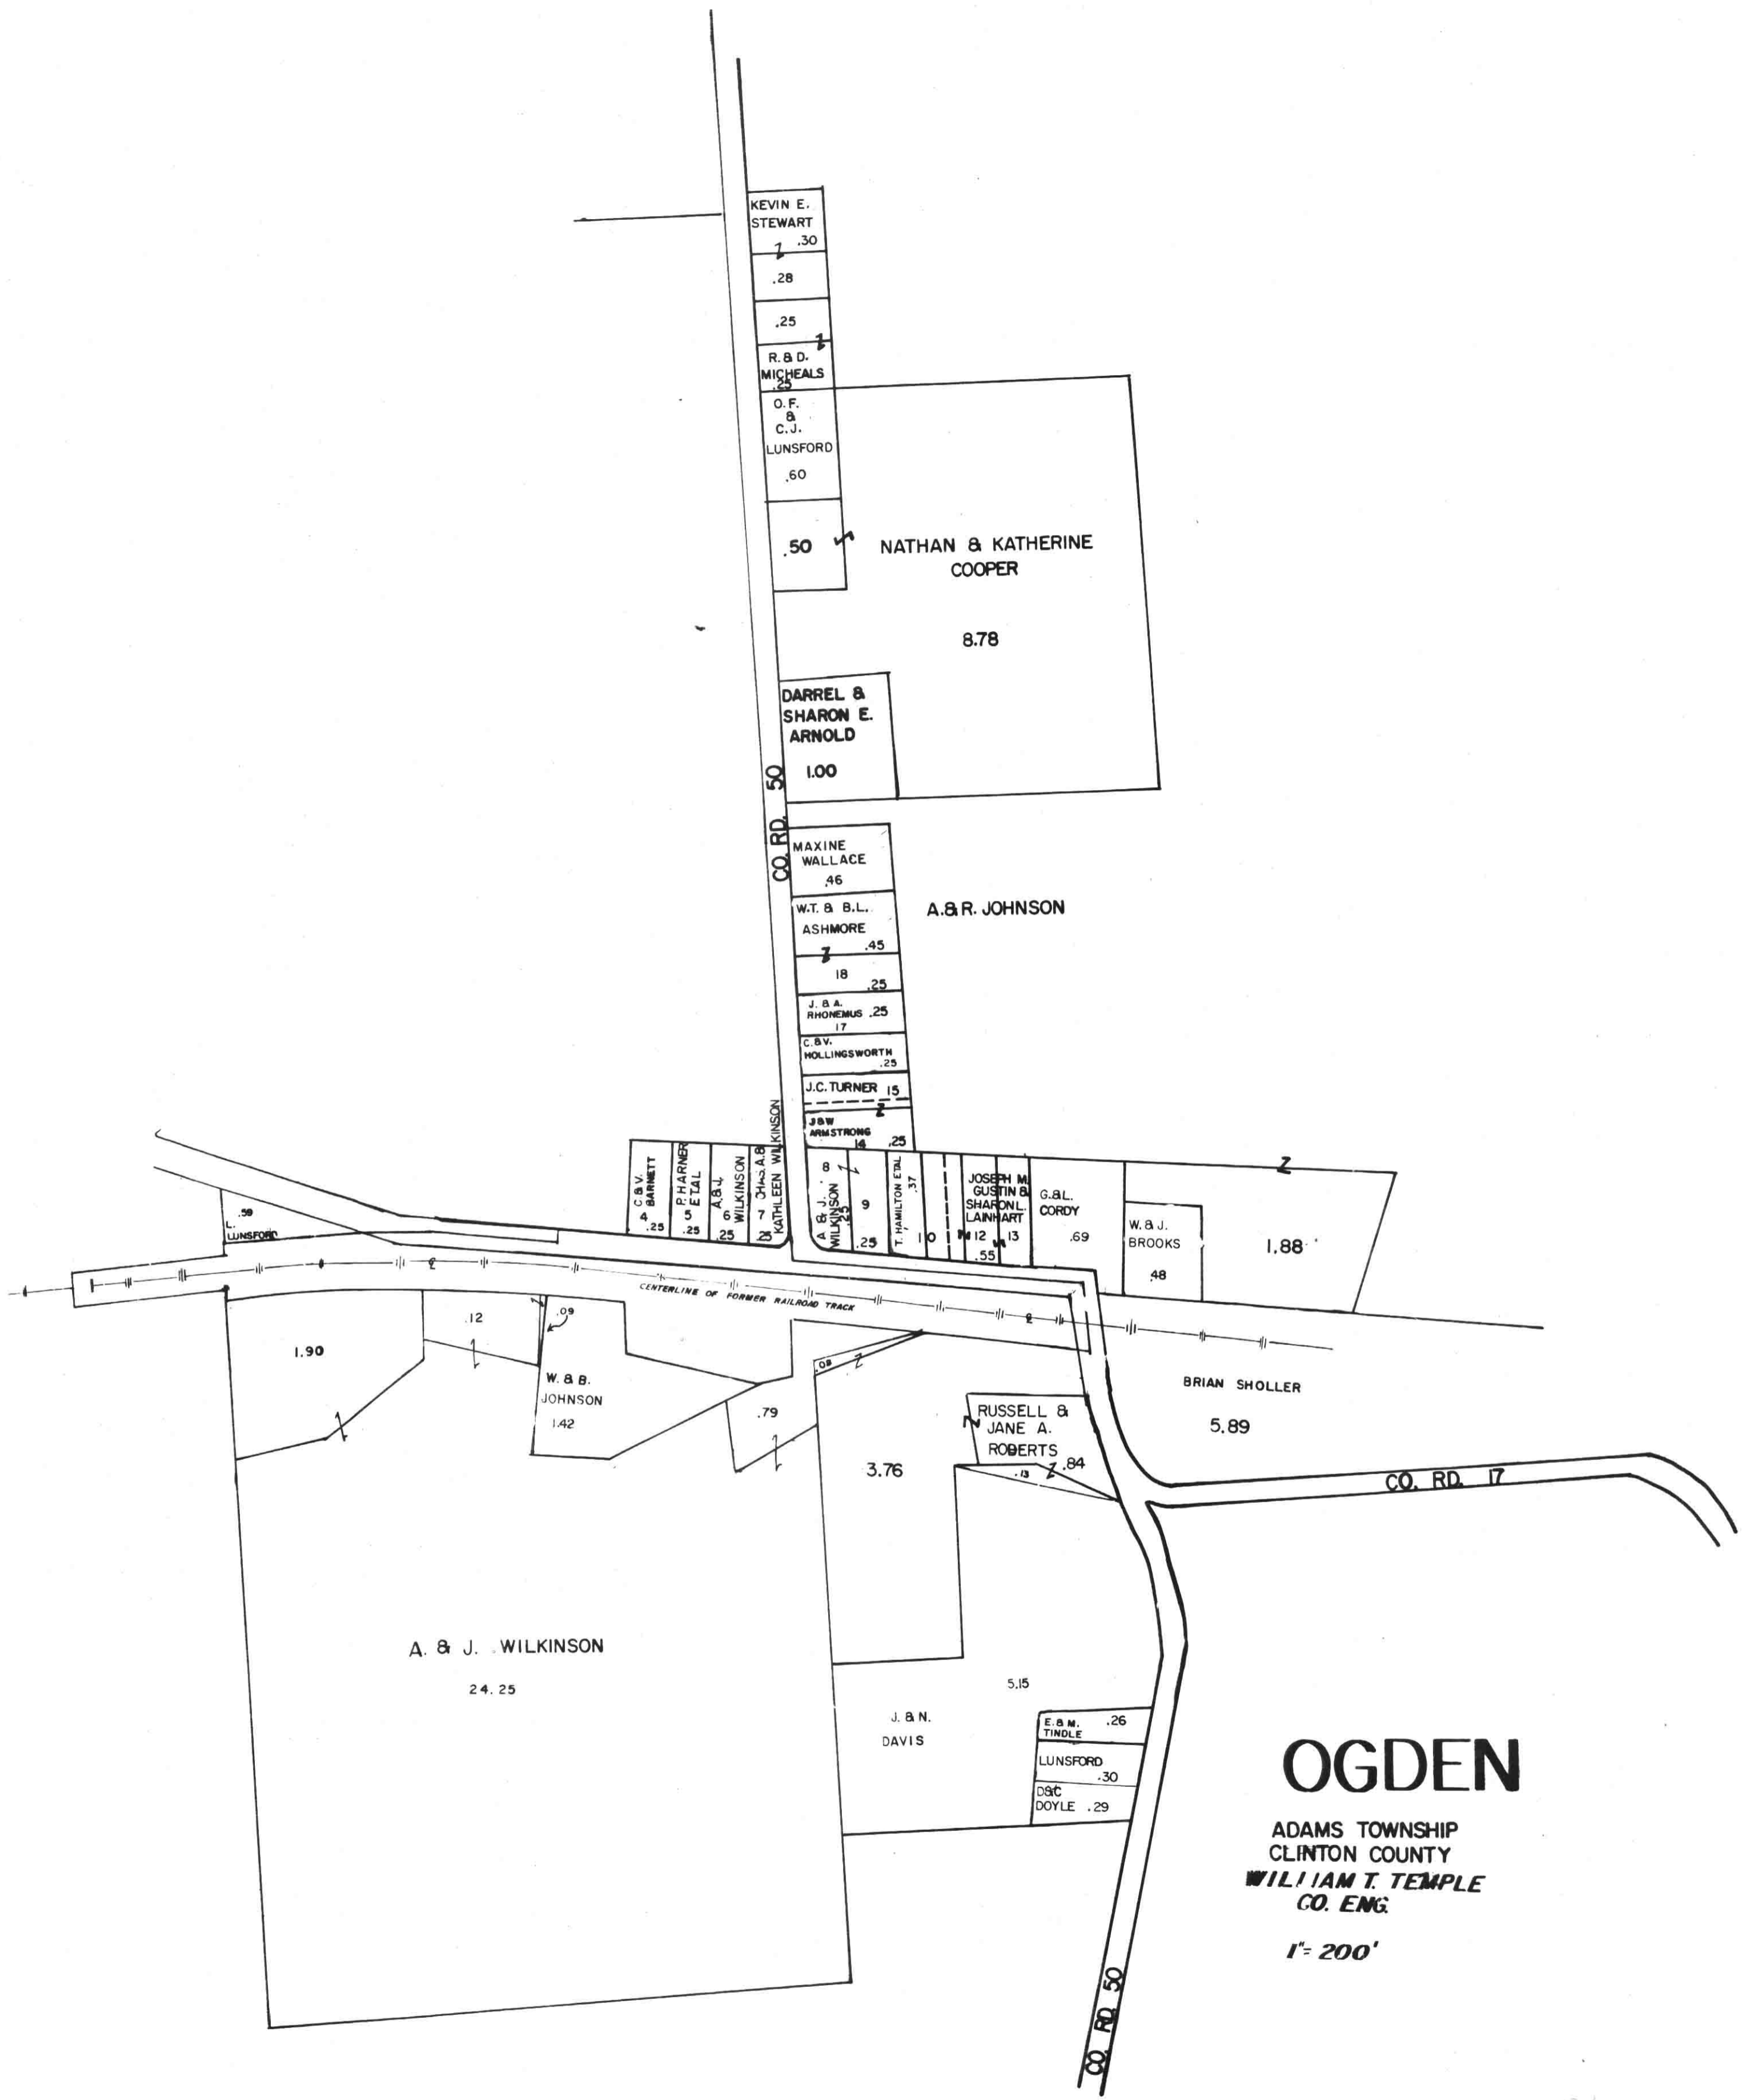 KEVIN E.
STEWART
.30
.28
.25
R. & D.
MICHEALS
.25
O. F.
&
C. J.
LUNSFORD
.60
.50
NATHAN & KATHERINE
COOPER
8.78
DARREL &
SHARON E.
ARNOLD
1.00
CO. RD. 50
MAXINE
WALLACE
.46
W.T. & B.L.
ASHMORE
.45
A. & R. JOHNSON
18
.25
J. & A.
RHONEMUS .25
17
C. & V.
HOLLINGSWORTH
.25
J.C. TURNER 15
J & W
ARMSTRONG
14 .25
C. & V.
BARNETT
4
.25
P. HARNER
ETAL
5
.25
A. & J.
WILKINSON
6
.25
CHAS. A. &
KATHLEEN WILKINSON
7
.25
8
A & J.
WILKINSON
.25
9
.25
T. HAMILTON ETAL
.37
10
JOSEPH M.
GUSTIN &
SHARON L.
LAINHART
12 13
.55
G. & L.
CORDY
.69
W. & J.
BROOKS
.48
1.88
.59
L.
LUNSFORD
CENTERLINE OF FORMER RAILROAD TRACK
1.90
.12
.09
W. & B.
JOHNSON
1.42
.79
3.76
RUSSELL &
JANE A.
ROBERTS
.84
.13
BRIAN SHOLLER
5.89
CO. RD. 17
A. & J. WILKINSON
24.25
5.15
J. & N.
DAVIS
E. & M. .26
TINDLE
LUNSFORD
.30
D&C
DOYLE .29
CO. RD. 50
OGDEN
ADAMS TOWNSHIP
CLINTON COUNTY
WILLIAM T. TEMPLE
CO. ENG.
1"= 200'